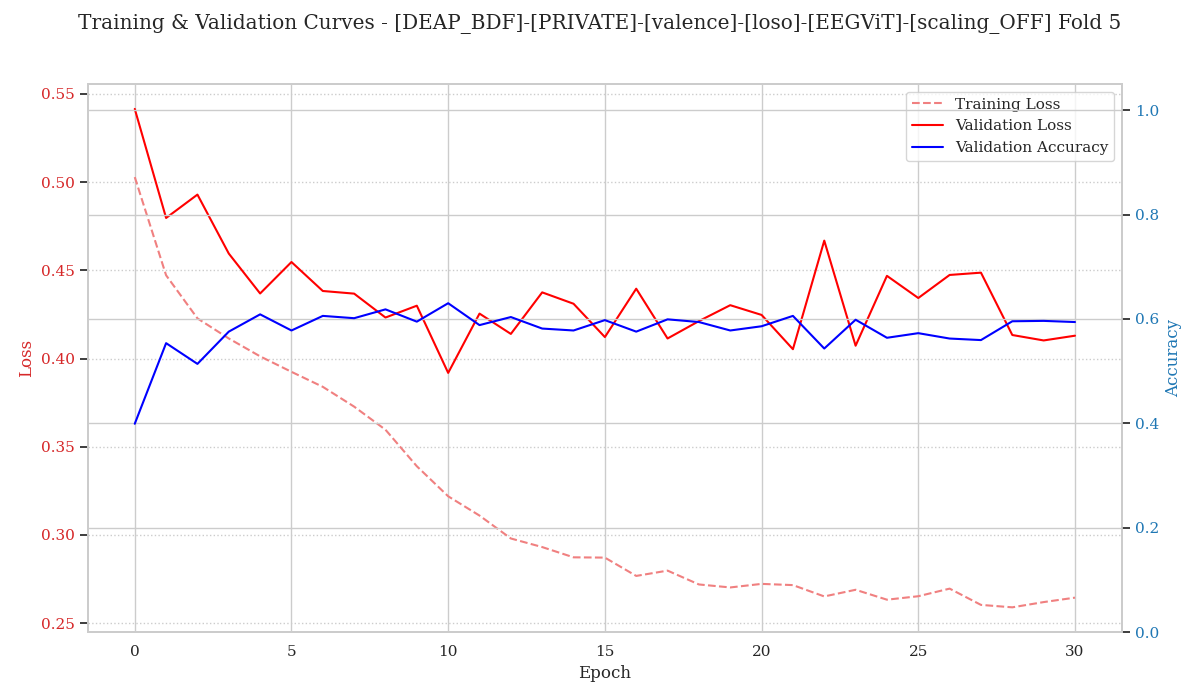 Training & Validation Curves - [DEAP_BDF]-[PRIVATE]-[valence]-[loso]-[EEGViT]-[scaling_OFF] Fold 5
Training Loss
Validation Loss
Validation Accuracy
0.55
0.50
0.45
0.40
0.35
0.30
0.25
Loss
1.0
0.8
0.6
0.4
0.2
0.0
Accuracy
0 5 10 15 20 25 30
Epoch